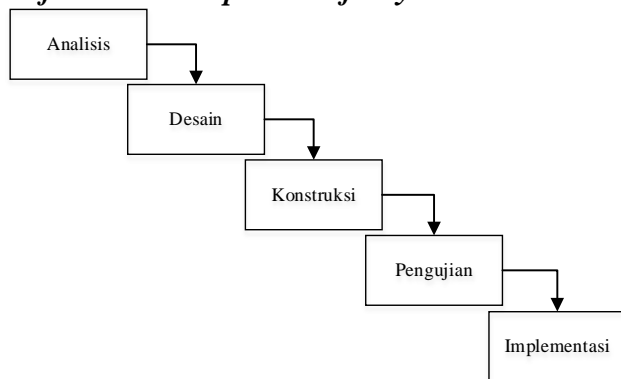 Analisis
Desain
Konstruksi
Pengujian
Implementasi